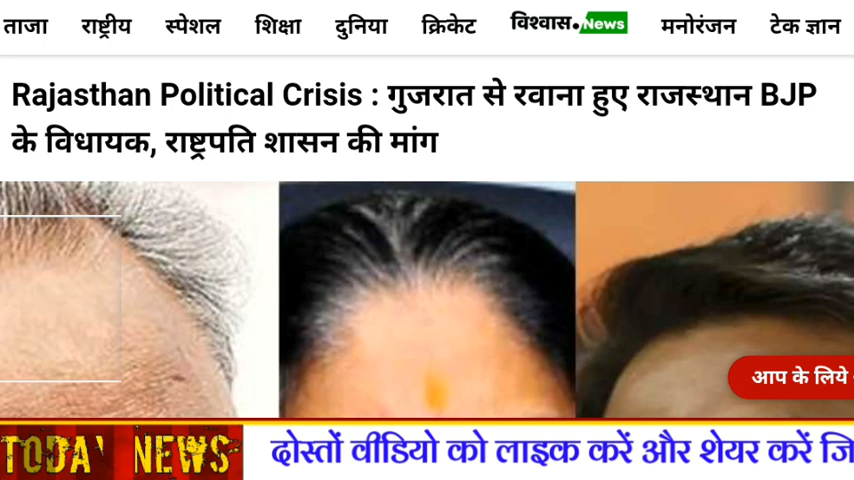 ताजा राष्ट्रीय स्पेशल शिक्षा दुनिया क्रिकेट विश्वास.News मनोरंजन टेक ज्ञान
Rajasthan Political Crisis : गुजरात से रवाना हुए राजस्थान BJP
के विधायक, राष्ट्रपति शासन की मांग
आप के लिये
TODAY NEWS दोस्तों वीडियो को लाइक करें और शेयर करें जि